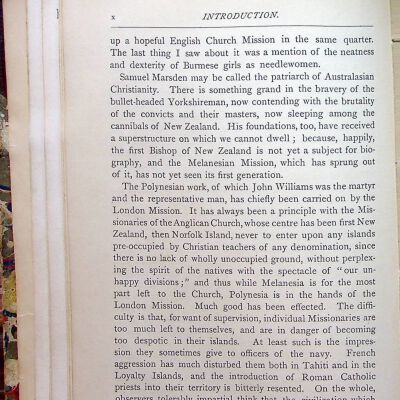 x
INTRODUCTION.
up a hopeful English Church Mission in the same quarter.
The last thing I saw about it was a mention of the neatness
and dexterity of Burmese girls as needlewomen.
Samuel Marsden may be called the patriarch of Australasian
Christianity. There is something grand in the bravery of the
bullet-headed Yorkshireman, now contending with the brutality
of the convicts and their masters, now sleeping among the
cannibals of New Zealand. His foundations, too, have received
a superstructure on which we cannot dwell; because, happily,
the first Bishop of New Zealand is not yet a subject for bio-
graphy, and the Melanesian Mission, which has sprung out
of it, has not yet seen its first generation.
The Polynesian work, of which John Williams was the martyr
and the representative man, has chiefly been carried on by the
London Mission. It has always been a principle with the Mis-
sionaries of the Anglican Church, whose centre has been first New
Zealand, then Norfolk Island, never to enter upon any islands
pre-occupied by Christian teachers of any denomination, since
there is no lack of wholly unoccupied ground, without perplex-
ing the spirit of the natives with the spectacle of "our un-
happy divisions;" and thus while Melanesia is for the most
part left to the Church, Polynesia is in the hands of the
London Mission. Much good has been effected. The diffi-
culty is that, for want of supervision, individual Missionaries are
too much left to themselves, and are in danger of becoming
too despotic in their islands. At least such is the impres-
sion they sometimes give to officers of the navy. French
aggression has much disturbed them both in Tahiti and in the
Loyalty Islands, and the introduction of Roman Catholic
priests into their territory is bitterly resented. On the whole,
observers tolerably impartial think that the civilization which